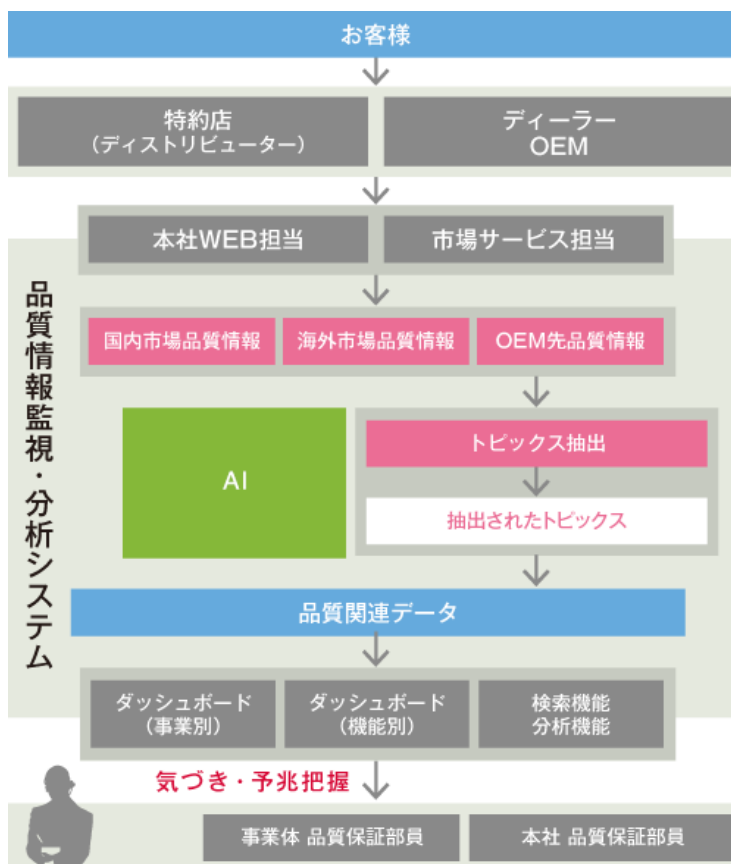 お客様
特約店
（ディストリビューター）
ディーラー
OEM
本社WEB担当
市場サービス担当
品質情報監視・分析システム
国内市場品質情報
海外市場品質情報
OEM先品質情報
AI
トピックス抽出
抽出されたトピックス
品質関連データ
ダッシュボード
（事業別）
ダッシュボード
（機能別）
検索機能
分析機能
気づき・予兆把握
事業体 品質保証部員
本社 品質保証部員